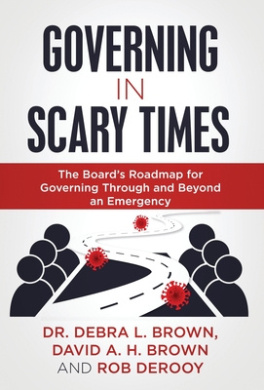 GOVERNING
IN
SCARY TIMES
The Board's Roadmap for
Governing Through and Beyond
an Emergency
DR. DEBRA L. BROWN,
DAVID A. H. BROWN
AND ROB DEROOY